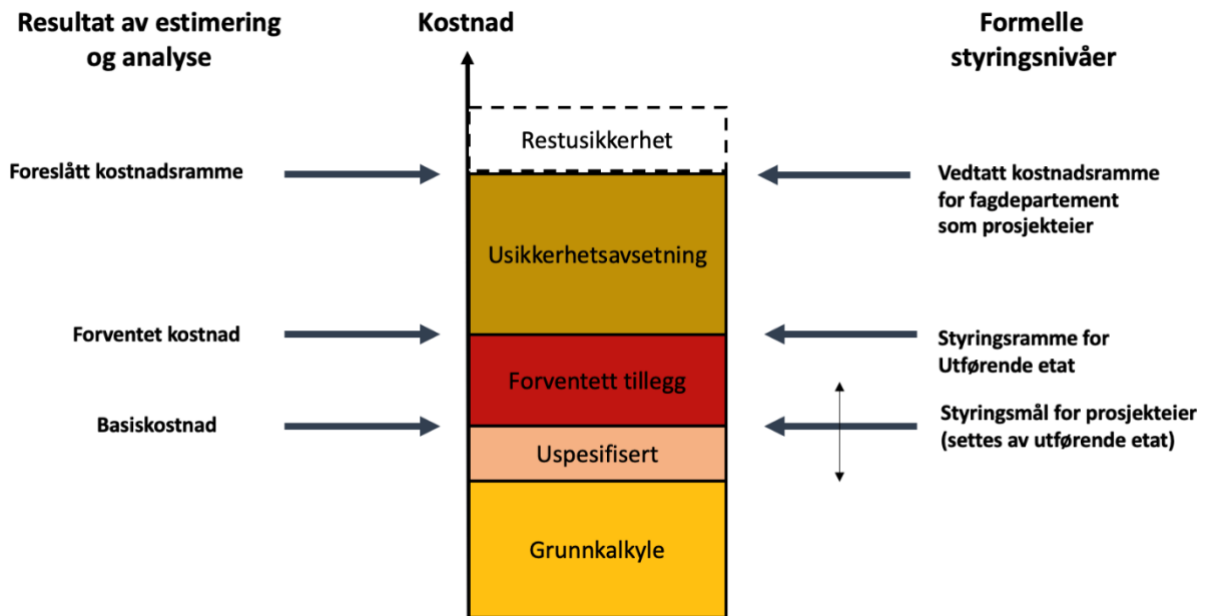 Resultat av estimering
og analyse
Kostnad
Formelle
styringsnivåer
Restusikkerhet
Foreslått kostnadsramme
Vedtatt kostnadsramme
for fagdepartement
som prosjekteier
Usikkerhetsavsetning
Forventet kostnad
Styringsramme for
Utførende etat
Forventett tillegg
Basiskostnad
Styringsmål for prosjekteier
(settes av utførende etat)
Uspesifisert
Grunnkalkyle